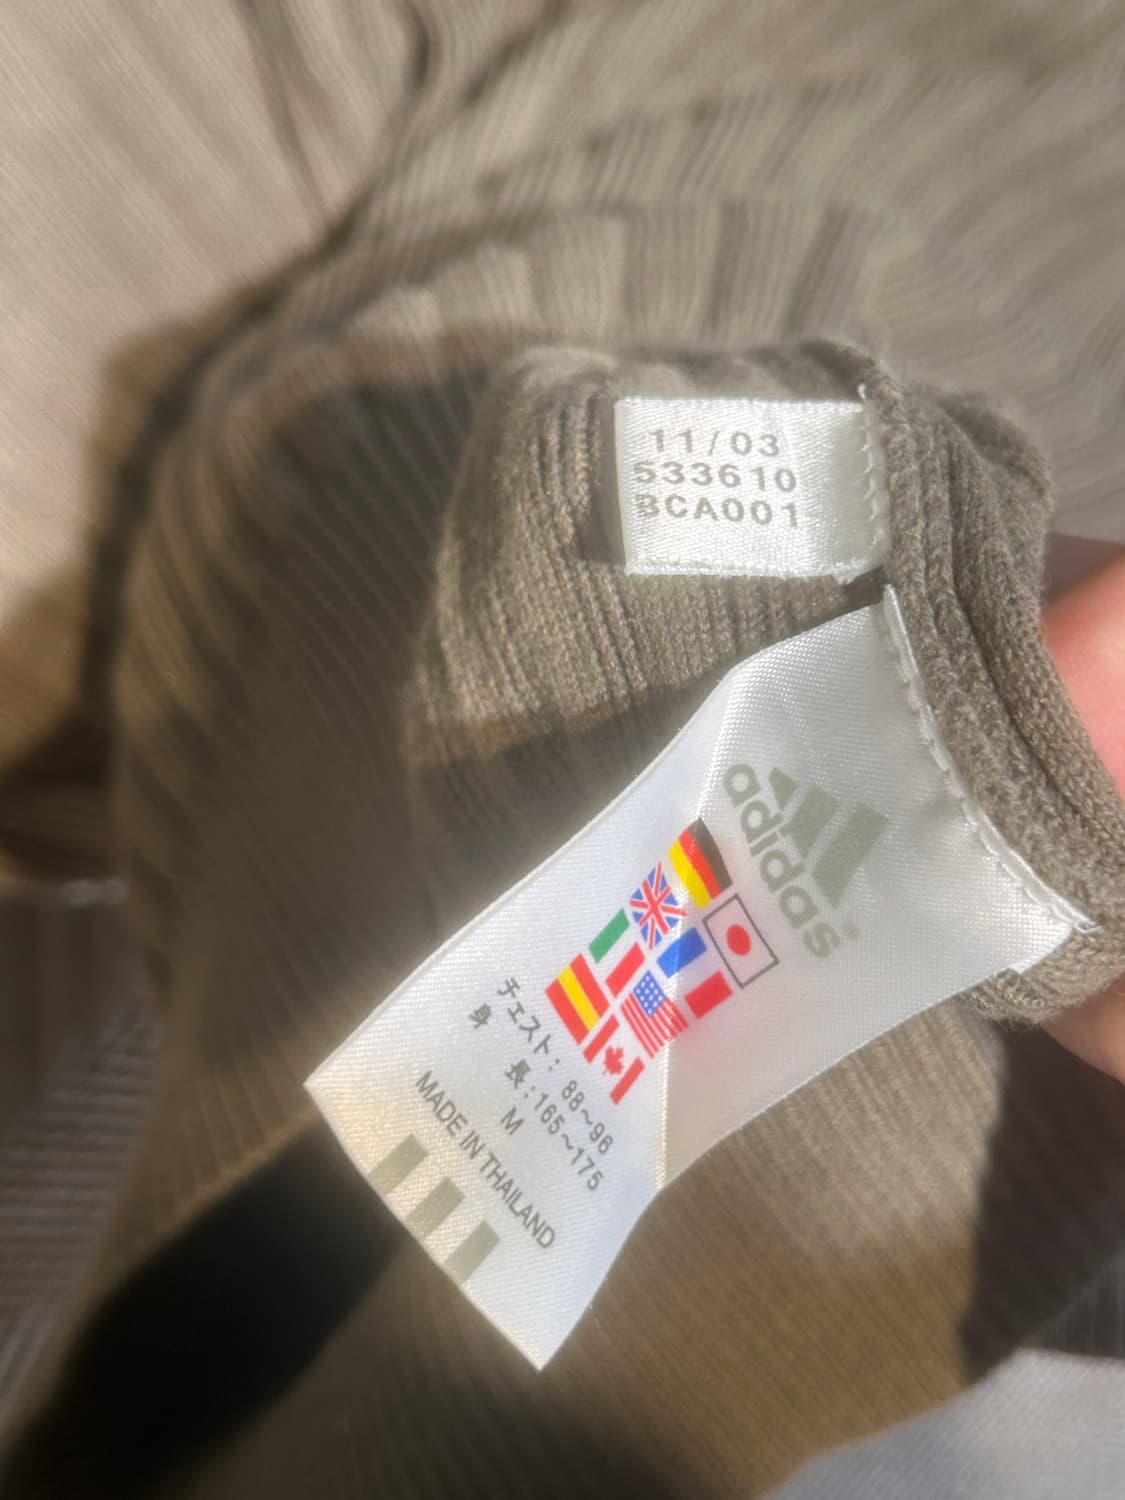 11/03
533610
BCA001
adidas®
チェスト: 88～96
身 長: 165～175
M
MADE IN THAILAND